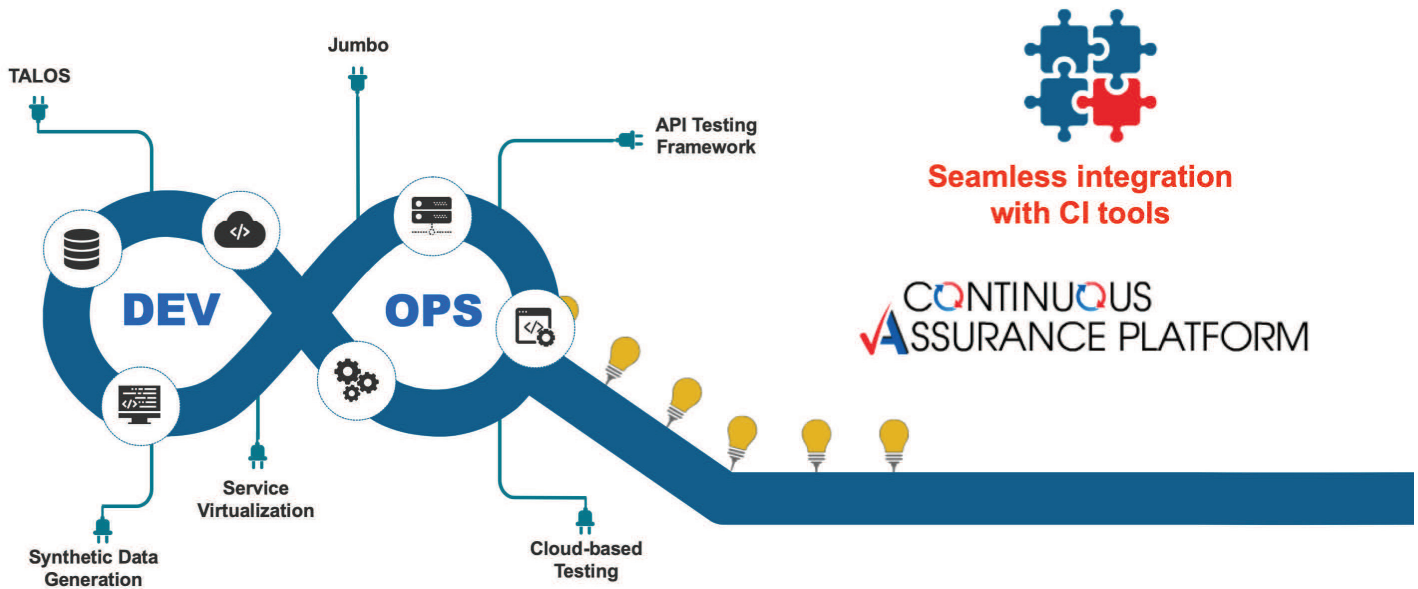 Jumbo
TALOS
API Testing
Framework
Seamless integration
with CI tools
DEV
OPS
CONTINUOUS
ASSURANCE PLATFORM
Service
Virtualization
Synthetic Data
Generation
Cloud-based
Testing